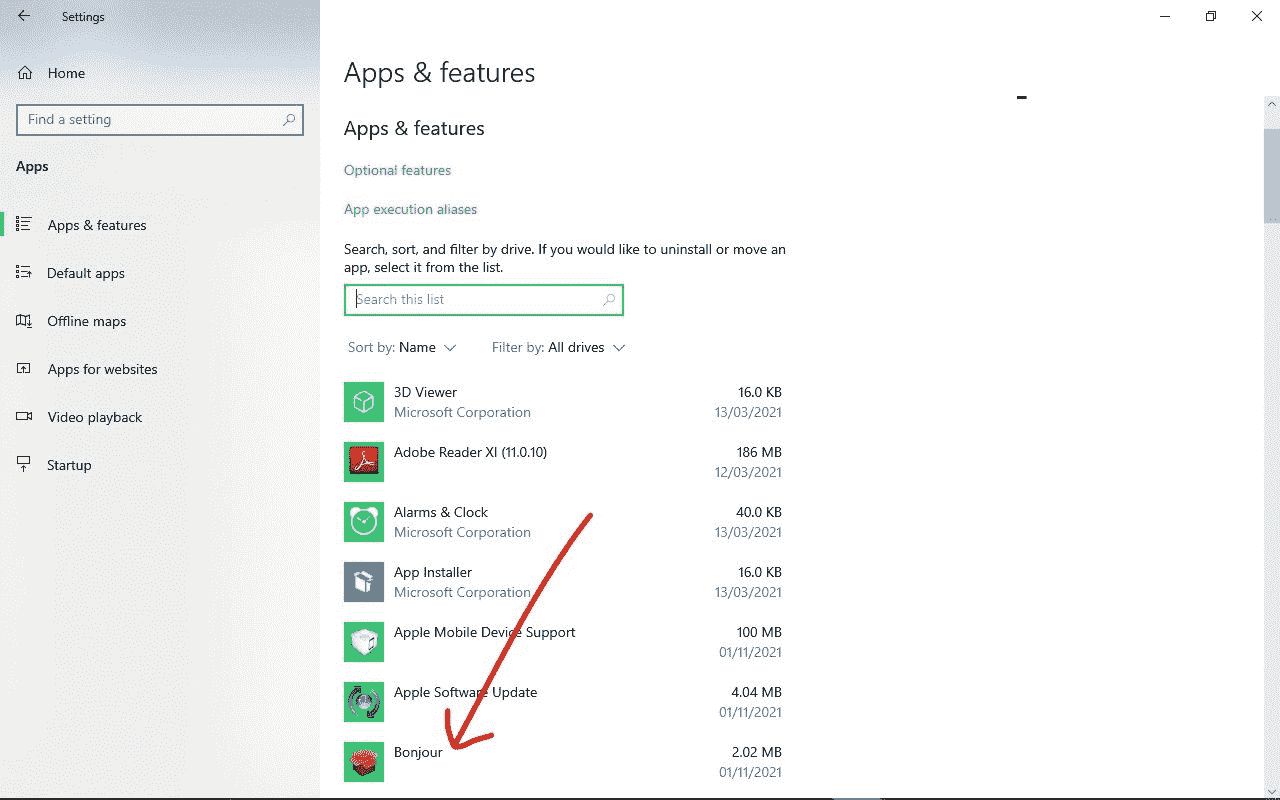 Settings
Home
Find a setting
Apps
Apps & features
Default apps
Offline maps
Apps for websites
Video playback
Startup
Apps & features
Apps & features
Optional features
App execution aliases
Search, sort, and filter by drive. If you would like to uninstall or move an
app, select it from the list.
Search this list
Sort by: Name Filter by: All drives
3D Viewer 16.0 KB
Microsoft Corporation 13/03/2021
Adobe Reader XI (11.0.10) 186 MB
12/03/2021
Alarms & Clock 40.0 KB
Microsoft Corporation 13/03/2021
App Installer 16.0 KB
Microsoft Corporation 13/03/2021
Apple Mobile Device Support 100 MB
01/11/2021
Apple Software Update 4.04 MB
01/11/2021
Bonjour 2.02 MB
01/11/2021